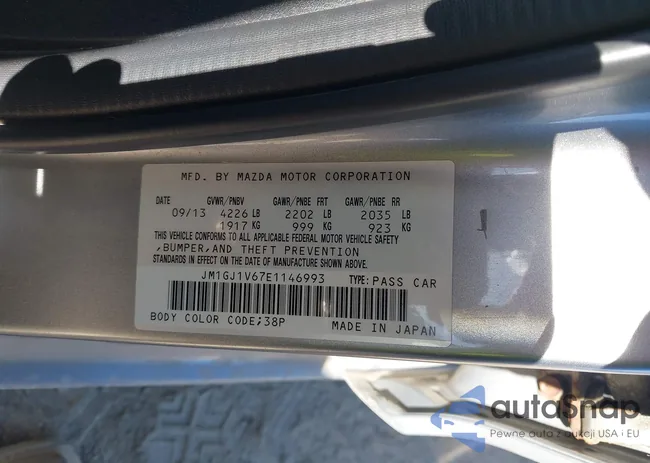 MFD. BY MAZDA MOTOR CORPORATION
DATE GVWR/PNBV GAWR/PNBE FRT GAWR/PNBE RR
09/13 4226 LB 2202 LB 2035 LB
1917 KG 999 KG 923 KG
THIS VEHICLE CONFORMS TO ALL APPLICABLE FEDERAL MOTOR VEHICLE SAFETY
,BUMPER,AND THEFT PREVENTION
STANDARDS IN EFFECT ON THE DATE OF MANUFACTURE SHOWN ABOVE.
JM1GJ1V67E1146993 TYPE:PASS CAR
BODY COLOR CODE;38P MADE IN JAPAN
autoSnap
Pewne auta z aukcji USA i EU